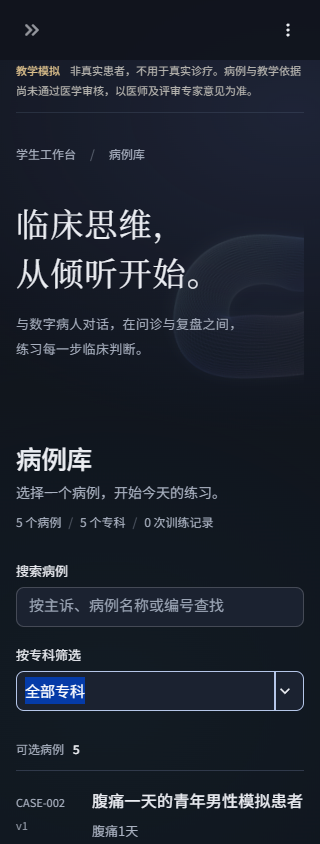 教学模拟 非真实患者，不用于真实诊疗。病例与教学依据
尚未通过医学审核，以医师及评审专家意见为准。
学生工作台 / 病例库
临床思维，
从倾听开始。
与数字病人对话，在问诊与复盘之间，
练习每一步临床判断。
病例库
选择一个病例，开始今天的练习。
5 个病例 / 5 个专科 / 0 次训练记录
搜索病例
按主诉、病例名称或编号查找
按专科筛选
全部专科
可选病例 5
CASE-002 腹痛一天的青年男性模拟患者
v1 腹痛1天